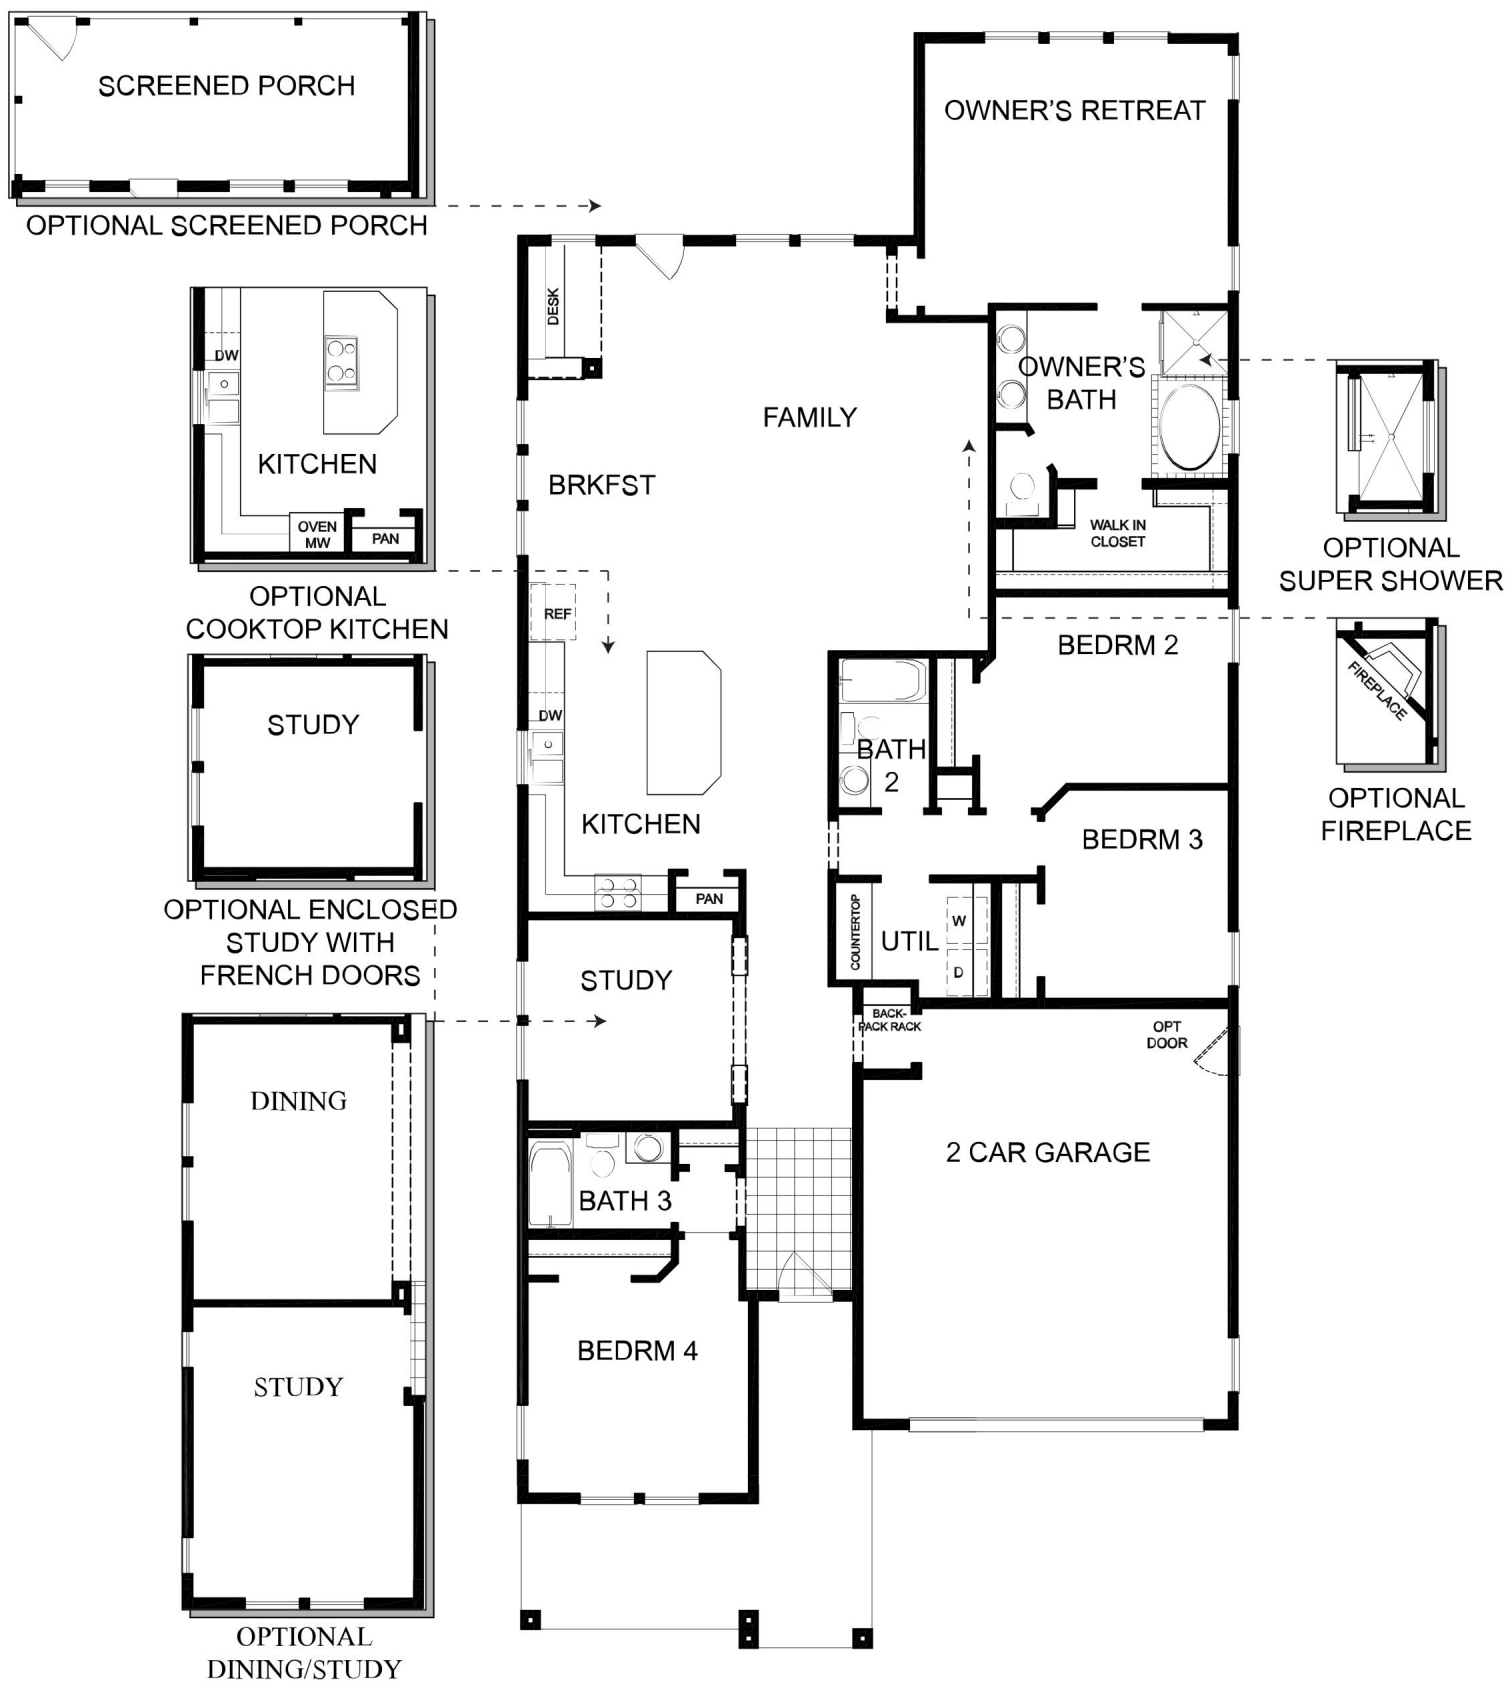 SCREENED PORCH
OPTIONAL SCREENED PORCH
DW
KITCHEN
OVEN
MW
PAN
OPTIONAL
COOKTOP KITCHEN
STUDY
OPTIONAL ENCLOSED
STUDY WITH
FRENCH DOORS
DINING
STUDY
OPTIONAL
DINING/STUDY
OWNER'S RETREAT
DESK
FAMILY
BRKFST
OWNER'S
BATH
WALK IN
CLOSET
REF
DW
KITCHEN
PAN
BEDRM 2
BATH
2
BEDRM 3
COUNTERTOP
UTIL
W
D
STUDY
BACK-
PACK RACK
OPT
DOOR
2 CAR GARAGE
BATH 3
BEDRM 4
OPTIONAL
SUPER SHOWER
FIREPLACE
OPTIONAL
FIREPLACE